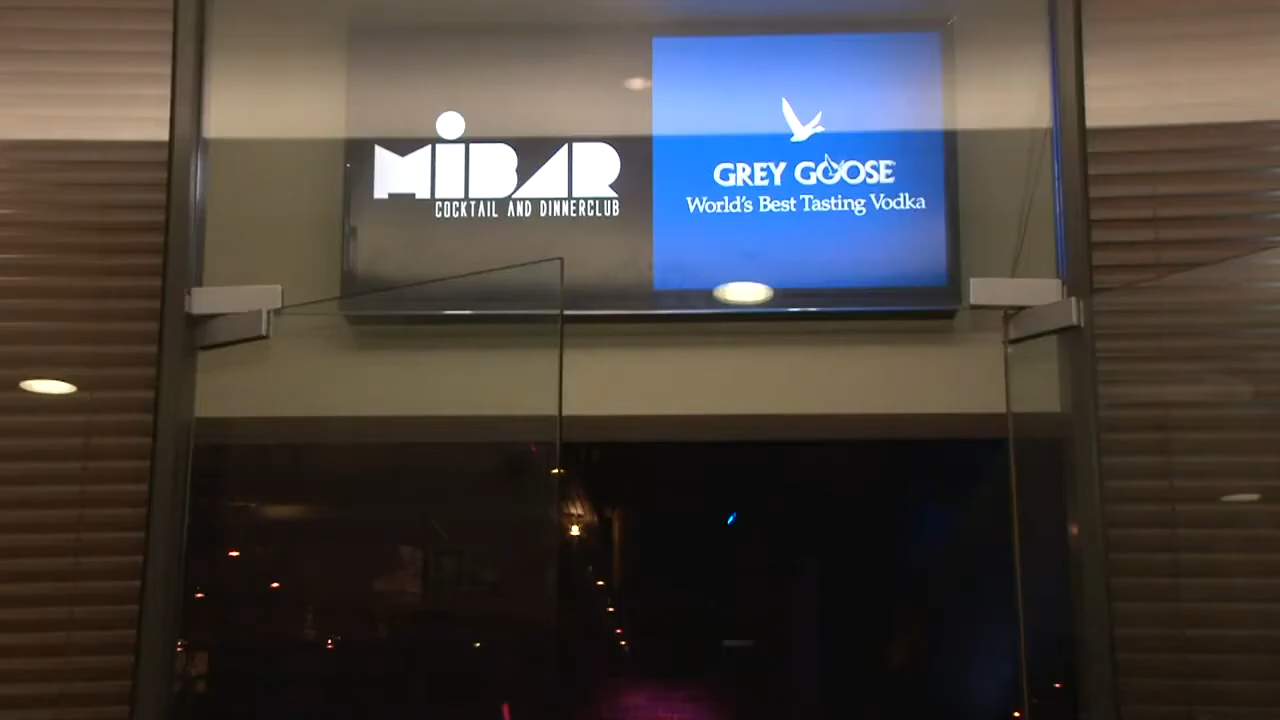 MiBAR
COCKTAIL AND DINNERCLUB
GREY GOOSE
World's Best Tasting Vodka